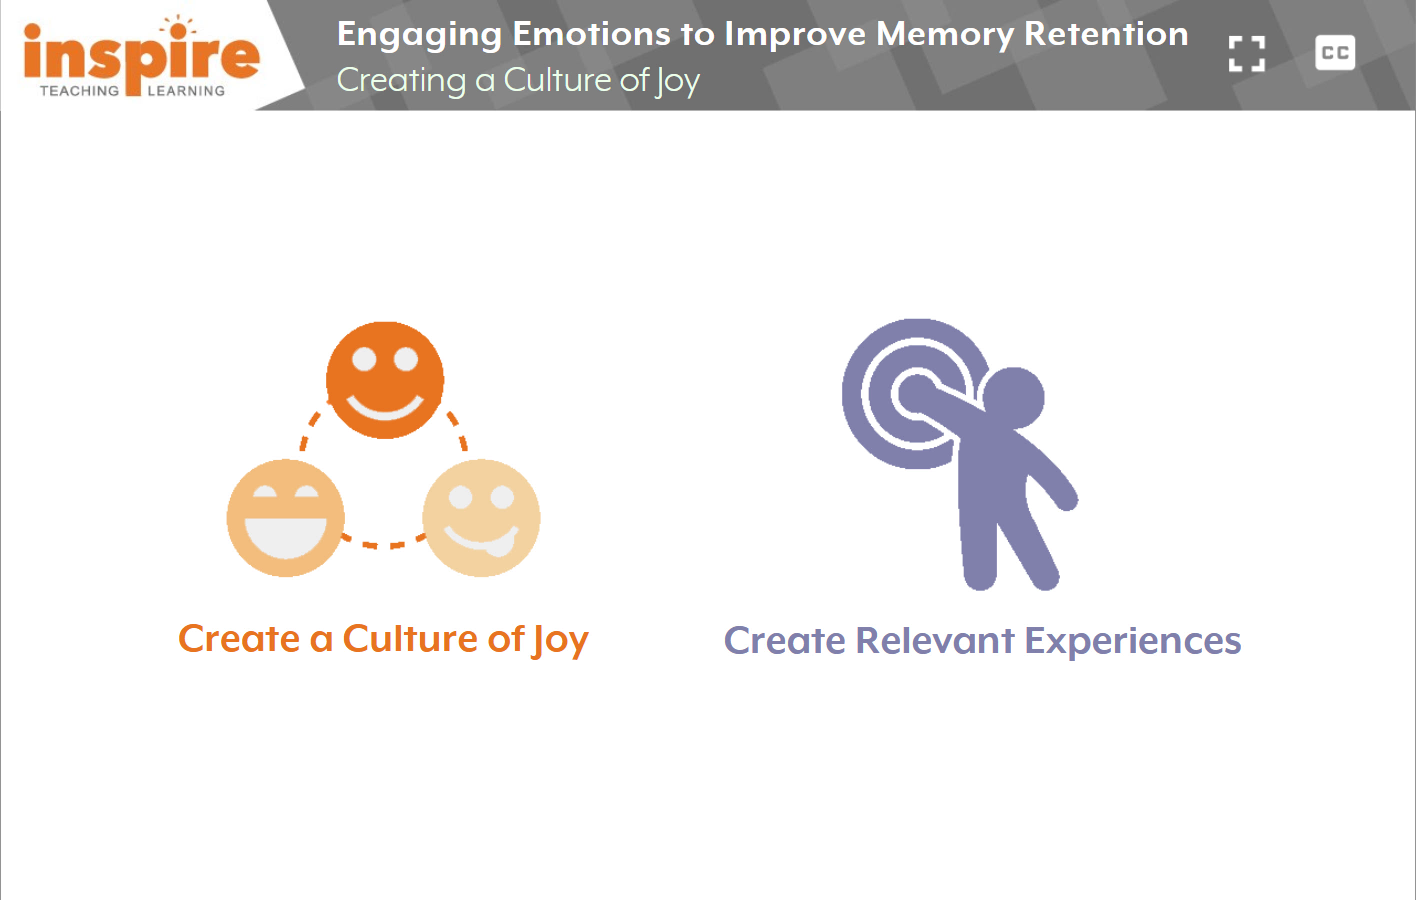 inspire
TEACHING LEARNING
Engaging Emotions to Improve Memory Retention
Creating a Culture of Joy
CC
Create a Culture of Joy
Create Relevant Experiences